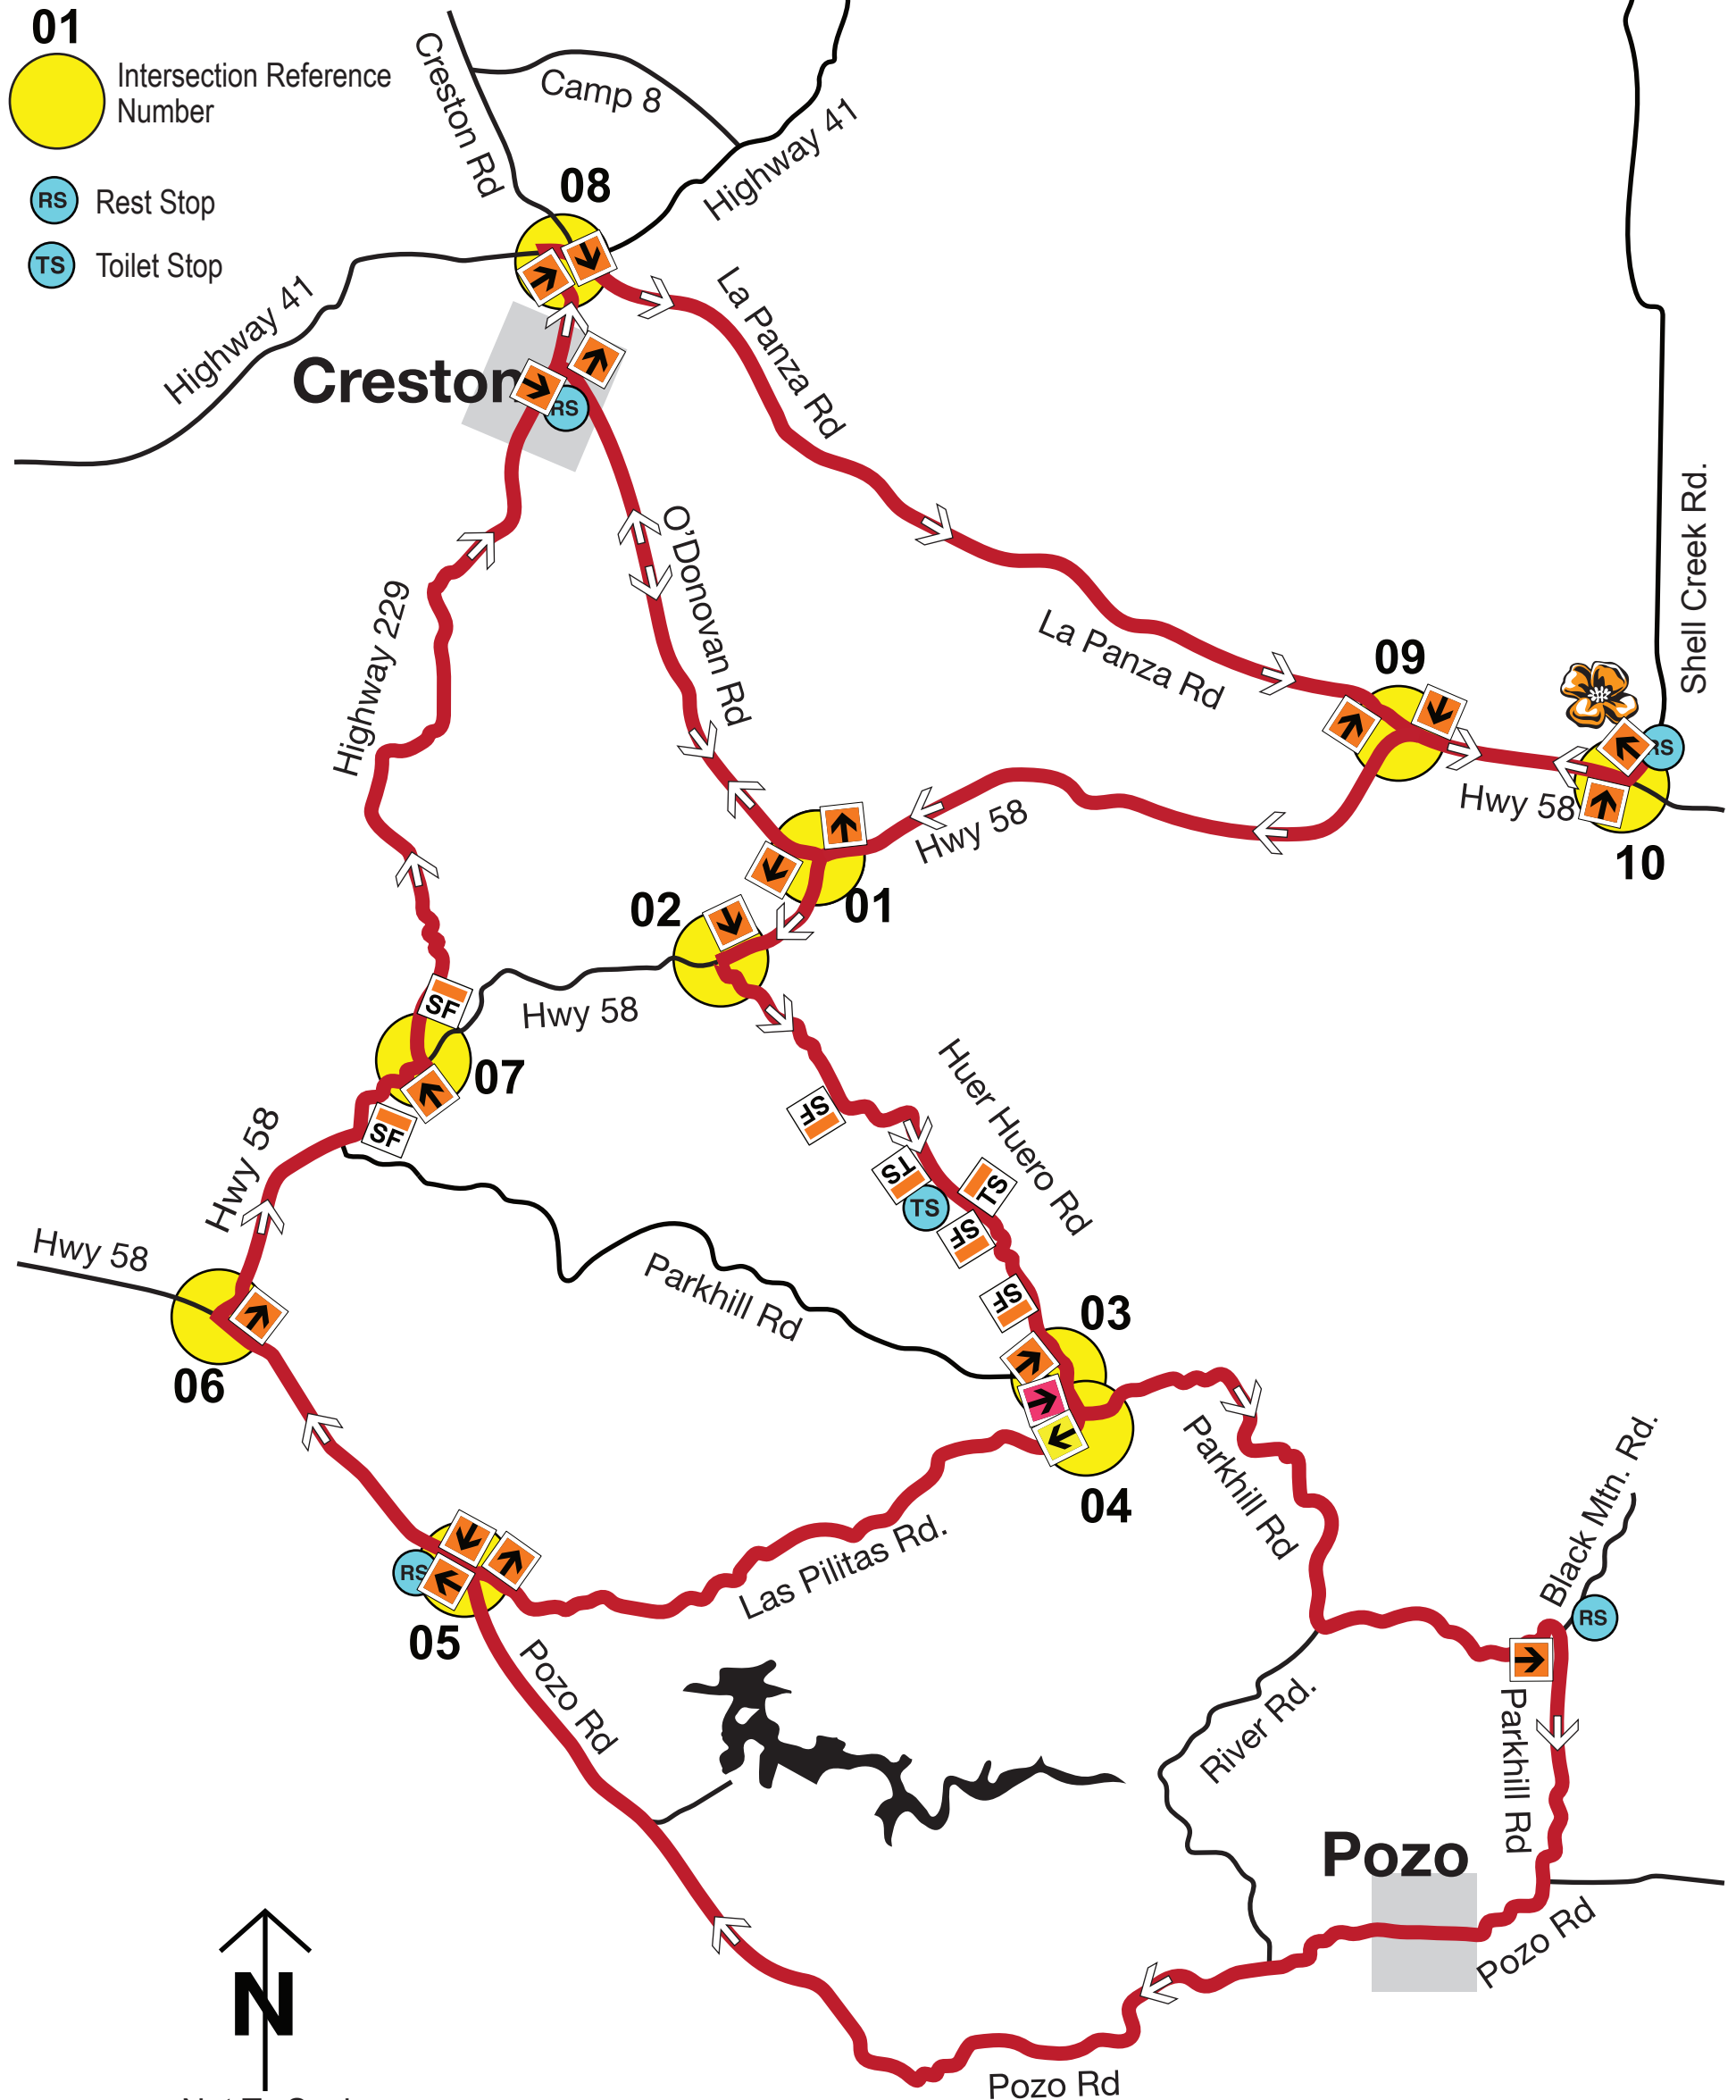 01
Intersection Reference
Number
RS
Rest Stop
TS
Toilet Stop
Creston Rd
Camp 8
Highway 41
08
Highway 41
Creston
RS
La Panza Rd
O'Donovan Rd
Highway 229
La Panza Rd
Shell Creek Rd.
09
RS
Hwy 58
10
Hwy 58
01
02
SF
Hwy 58
07
SF
Hwy 58
Hwy 58
06
SF
Huer Huero Rd
TS
TS
TS
SF
SF
Parkhill Rd
03
04
Parkhill Rd
Las Pilitas Rd.
RS
05
Pozo Rd
Black Mtn. Rd.
RS
River Rd.
Parkhill Rd
Pozo
Pozo Rd
N
Pozo Rd